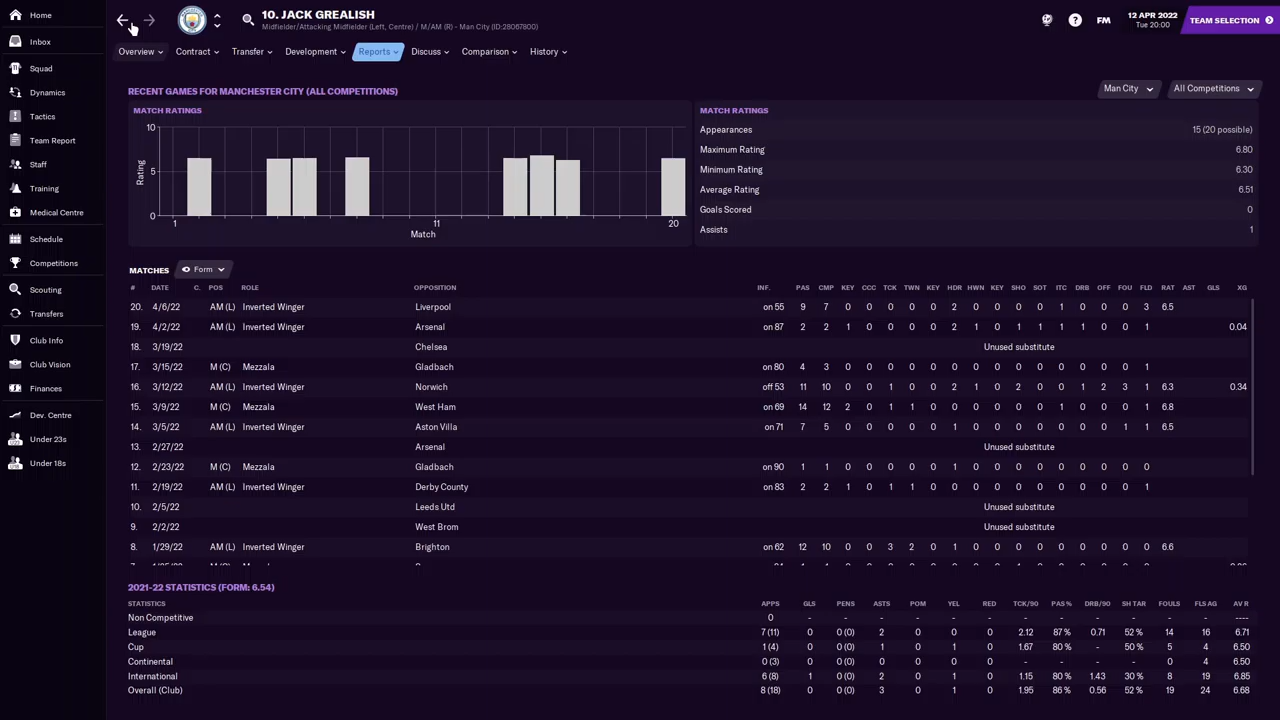 Home
Inbox
Squad
Dynamics
Tactics
Team Report
Staff
Training
Medical Centre
Schedule
Competitions
Scouting
Transfers
Club Info
Club Vision
Finances
Dev. Centre
Under 23s
Under 18s
10. JACK GREALISH
Midfielder/Attacking Midfielder (Left, Centre) / M/AM (R) - Man City (ID:28067800)
FM
12 APR 2022
Tue 20:00
TEAM SELECTION
Overview Contract Transfer Development Reports Discuss Comparison History
RECENT GAMES FOR MANCHESTER CITY (ALL COMPETITIONS)
Man City All Competitions
MATCH RATINGS
10
5
0
Rating
1 11 20
Match
MATCH RATINGS
Appearances 15 (20 possible)
Maximum Rating 6.80
Minimum Rating 6.30
Average Rating 6.51
Goals Scored 0
Assists 1
MATCHES Form
# DATE C. POS ROLE OPPOSITION INF. PAS CMP KEY CCC TCK TWN KEY HDR HWN KEY SHO SOT ITC DRB OFF FOU FLD RAT AST GLS XG
20. 4/6/22 AM (L) Inverted Winger Liverpool on 55 9 7 0 0 0 0 0 2 0 0 0 0 1 0 0 0 3 6.5
19. 4/2/22 AM (L) Inverted Winger Arsenal on 87 2 2 1 0 0 0 0 2 1 0 1 1 1 1 0 0 1 0.04
18. 3/19/22 Chelsea Unused substitute
17. 3/15/22 M (C) Mezzala Gladbach on 80 4 3 0 0 0 0 0 0 0 0 0 0 0 0 0 0 1
16. 3/12/22 AM (L) Inverted Winger Norwich off 53 11 10 0 0 1 0 0 2 1 0 2 0 0 1 2 3 1 6.3 0.34
15. 3/9/22 M (C) Mezzala West Ham on 69 14 12 2 0 1 1 0 0 0 0 0 0 1 0 0 0 1 6.8
14. 3/5/22 AM (L) Inverted Winger Aston Villa on 71 7 5 0 0 0 0 0 1 0 0 0 0 0 0 0 1 1 6.5
13. 2/27/22 Arsenal Unused substitute
12. 2/23/22 M (C) Mezzala Gladbach on 90 1 1 0 0 0 0 0 1 0 0 0 0 0 0 0 0 0
11. 2/19/22 AM (L) Inverted Winger Derby County on 83 2 2 1 0 1 1 0 0 0 0 0 0 0 0 0 0 1
10. 2/5/22 Leeds Utd Unused substitute
9. 2/2/22 West Brom Unused substitute
8. 1/29/22 AM (L) Inverted Winger Brighton on 62 12 10 0 0 3 2 0 1 0 0 0 0 0 0 0 0 0 6.6
2021-22 STATISTICS (FORM: 6.54)
STATISTICS APPS GLS PENS ASTS POM YEL RED TCK/90 PAS % DRB/90 SH TAR FOULS FLS AG AV R
Non Competitive 0 - - - - - - - - - - - - ----
League 7 (11) 0 0 (0) 2 0 0 0 2.12 87 % 0.71 52 % 14 16 6.71
Cup 1 (4) 0 0 (0) 1 0 1 0 1.67 80 % - 50 % 5 4 6.50
Continental 0 (3) 0 0 (0) 0 0 0 0 - - - - 0 4 6.50
International 6 (8) 1 0 (0) 2 0 1 0 1.15 80 % 1.43 30 % 8 19 6.85
Overall (Club) 8 (18) 0 0 (0) 3 0 1 0 1.95 86 % 0.56 52 % 19 24 6.68